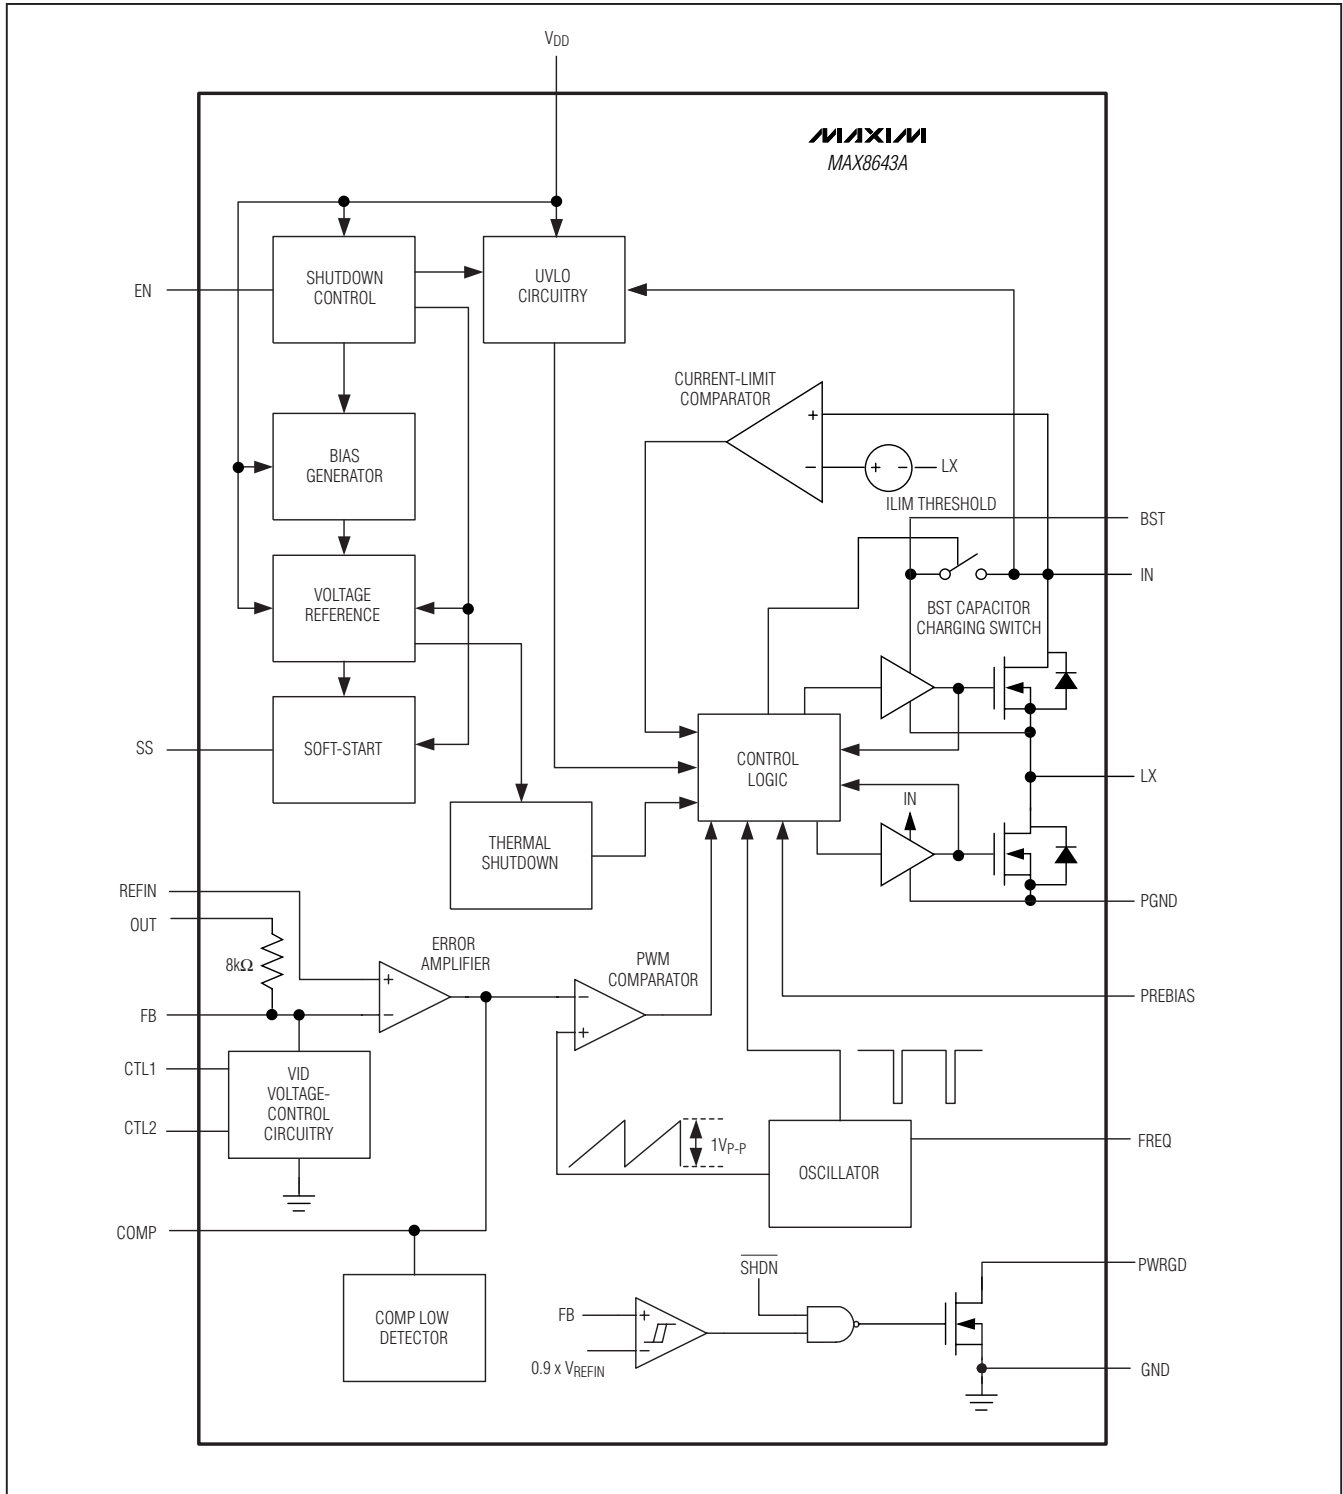 VDD
MAXIM
MAX8643A
SHUTDOWN
CONTROL
UVLO
CIRCUITRY
EN
CURRENT-LIMIT
COMPARATOR
+
−
+ −
LX
ILIM THRESHOLD
BIAS
GENERATOR
BST
IN
BST CAPACITOR
CHARGING SWITCH
VOLTAGE
REFERENCE
SS
SOFT-START
CONTROL
LOGIC
LX
IN
THERMAL
SHUTDOWN
REFIN
OUT
8kΩ
FB
ERROR
AMPLIFIER
+
−
PWM
COMPARATOR
−
+
PGND
PREBIAS
CTL1
CTL2
VID
VOLTAGE-
CONTROL
CIRCUITRY
1VP-P
OSCILLATOR
FREQ
COMP
COMP LOW
DETECTOR
SHDN
FB
+
−
0.9 x VREFIN
PWRGD
GND